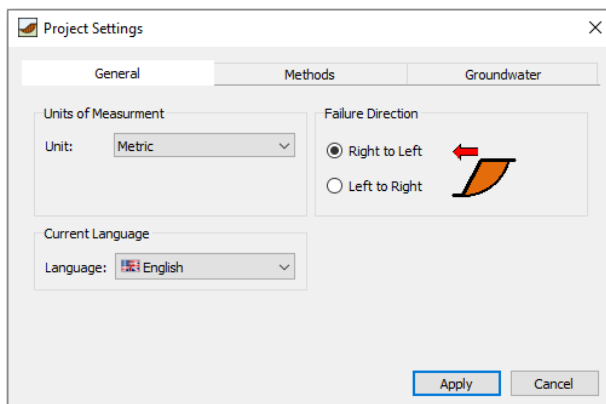 Project Settings
General Methods Groundwater
Units of Measurment
Unit: Metric
Failure Direction
Right to Left
Left to Right
Current Language
Language: English
Apply Cancel